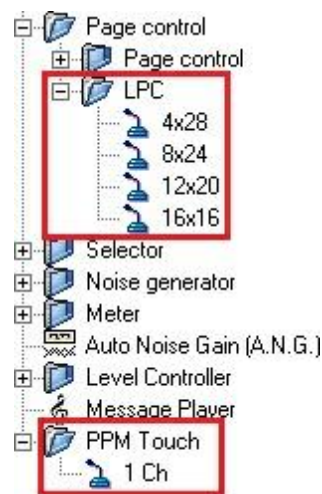 Page control
Page control
LPC
4x28
8x24
12x20
16x16
Selector
Noise generator
Meter
Auto Noise Gain (A.N.G.)
Level Controller
Message Player
PPM Touch
1 Ch